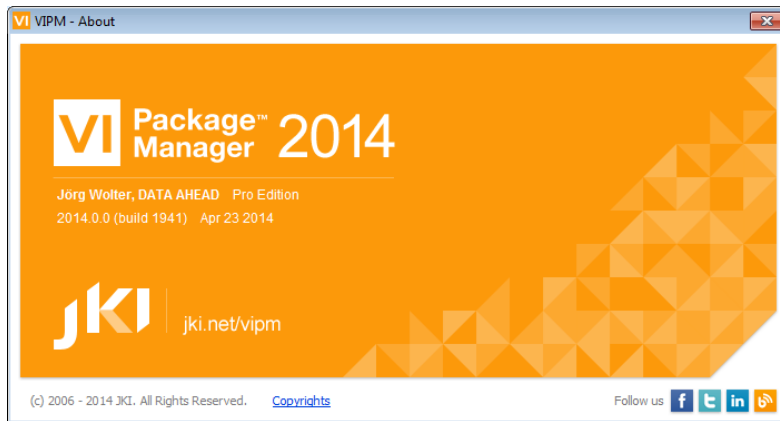 VI VIPM - About
VI Package™ Manager 2014
Jörg Wolter, DATA AHEAD Pro Edition
2014.0.0 (build 1941) Apr 23 2014
JKI jki.net/vipm
(c) 2006 - 2014 JKI. All Rights Reserved. Copyrights Follow us